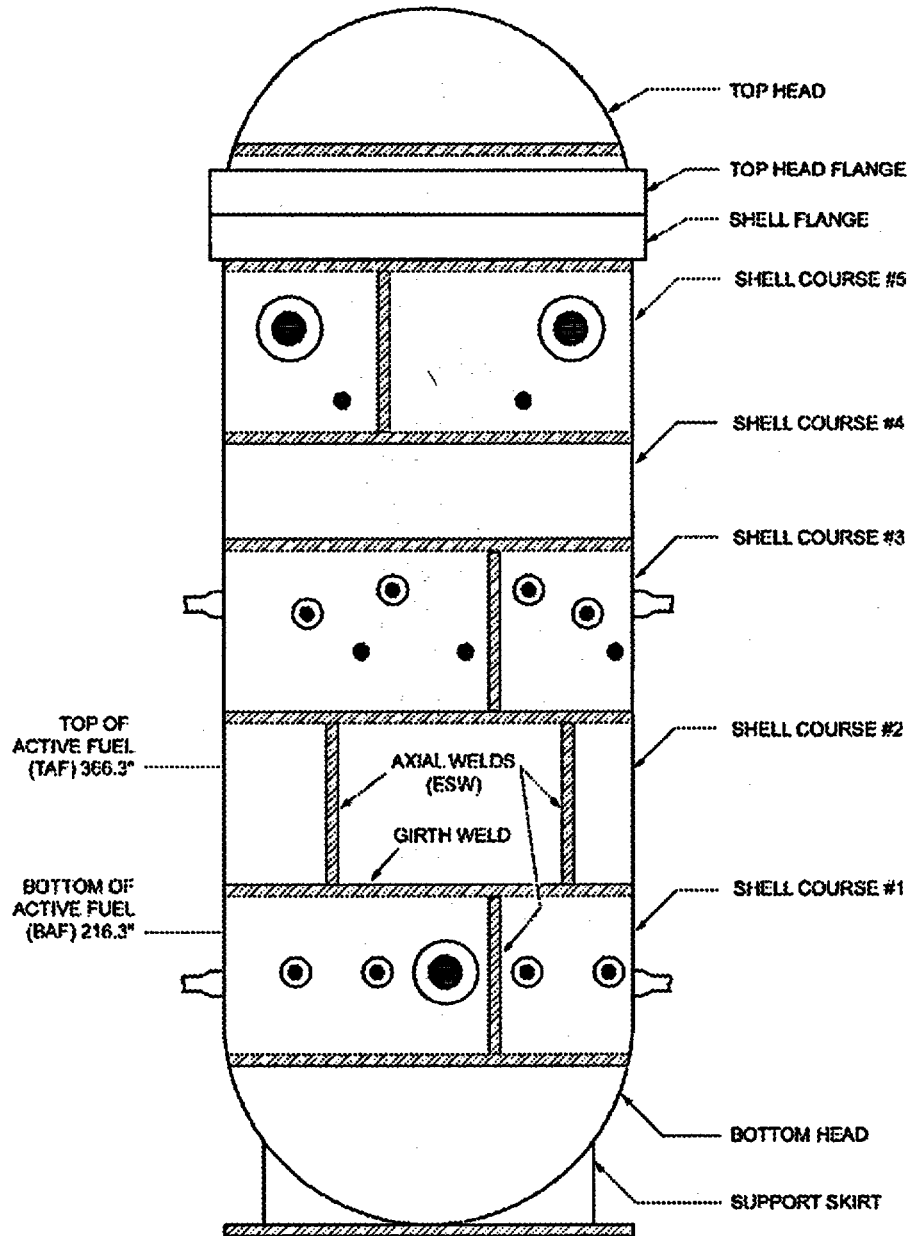 TOP HEAD
TOP HEAD FLANGE
SHELL FLANGE
SHELL COURSE #5
SHELL COURSE #4
SHELL COURSE #3
TOP OF
ACTIVE FUEL
(TAF) 366.3"
SHELL COURSE #2
AXIAL WELDS
(ESW)
GIRTH WELD
BOTTOM OF
ACTIVE FUEL
(BAF) 216.3"
SHELL COURSE #1
BOTTOM HEAD
SUPPORT SKIRT